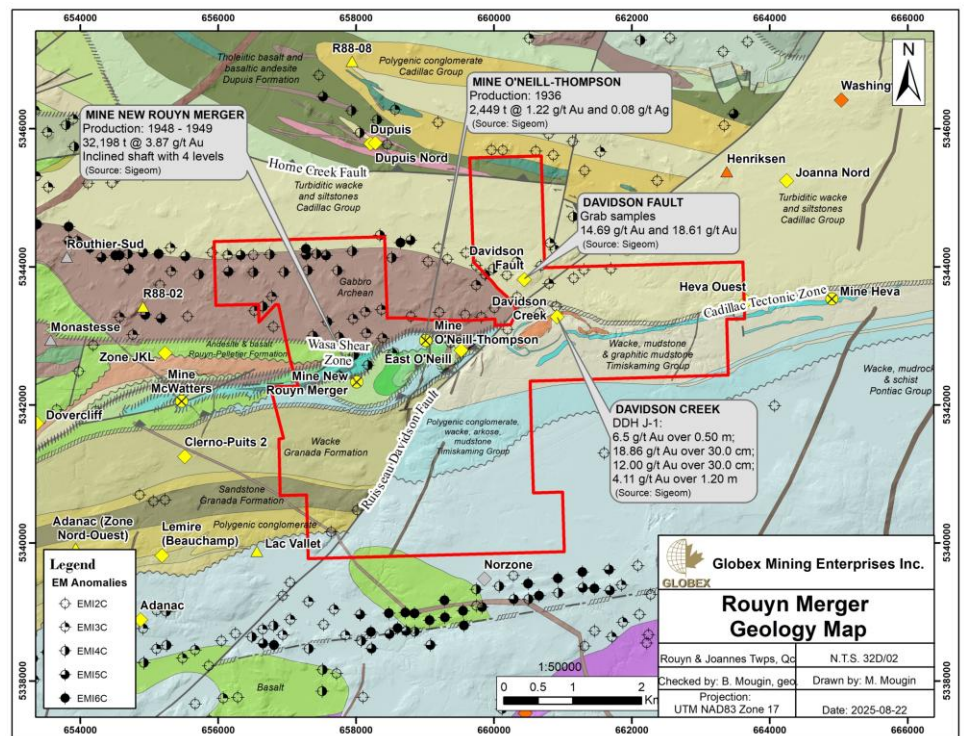 654000
656000
658000
660000
662000
664000
666000
5346000
5344000
5342000
5340000
5338000
N
R88-08
Tholeiitic basalt and
basaltic andesite
Dupuis Formation
Polygenic conglomerate
Cadillac Group
MINE O'NEILL-THOMPSON
Production: 1936
2,449 t @ 1.22 g/t Au and 0.08 g/t Ag
(Source: Sigeom)
MINE NEW ROUYN MERGER
Production: 1948 - 1949
32,198 t @ 3.87 g/t Au
Inclined shaft with 4 levels
(Source: Sigeom)
Dupuis
Dupuis Nord
Horne Creek Fault
Turbiditic wacke
and siltstones
Cadillac Group
Henriksen
Joanna Nord
Turbiditic wacke
and siltstones
Cadillac Group
DAVIDSON FAULT
Grab samples
14.69 g/t Au and 18.61 g/t Au
(Source: Sigeom)
Routhier-Sud
Davidson
Fault
Gabbro
Archean
R88-02
Davidson
Creek
Heva Ouest
Mine Heva
Cadillac Tectonic Zone
Monastesse
Andesite & basalt
Rouyn-Pelletier Formation
Zone JKL
Wasa Shear
Zone
Mine
O'Neill-Thompson
East O'Neill
Wacke, mudstone
& graphitic mudstone
Timiskaming Group
Mine
McWatters
Mine New
Rouyn Merger
Wacke, mudrock
& schist
Pontiac Group
Dovercliff
Clerno-Puits 2
Wacke
Granada Formation
Ruisseau Davidson Fault
Polygenic conglomerate,
wacke, arkose,
mudstone
Timiskaming Group
DAVIDSON CREEK
DDH J-1:
6.5 g/t Au over 0.50 m;
18.86 g/t Au over 30.0 cm;
12.00 g/t Au over 30.0 cm;
4.11 g/t Au over 1.20 m
(Source: Sigeom)
Sandstone
Granada Formation
Adanac (Zone
Nord-Ouest)
Lemire
(Beauchamp)
Polygenic conglomerate
Lac Vallet
Norzone
Adanac
Basalt
Legend
EM Anomalies
EMI2C
EMI3C
EMI4C
EMI5C
EMI6C
1:50000
0 0.5 1 2
GLOBEX
Globex Mining Enterprises Inc.
Rouyn Merger
Geology Map
Rouyn & Joannes Twps, Qc
N.T.S. 32D/02
Checked by: B. Mougin, geo.
Drawn by: M. Mougin
Projection:
UTM NAD83 Zone 17
Date: 2025-08-22
654000
656000
658000
660000
662000
664000
666000
5346000
5344000
5342000
5340000
5338000